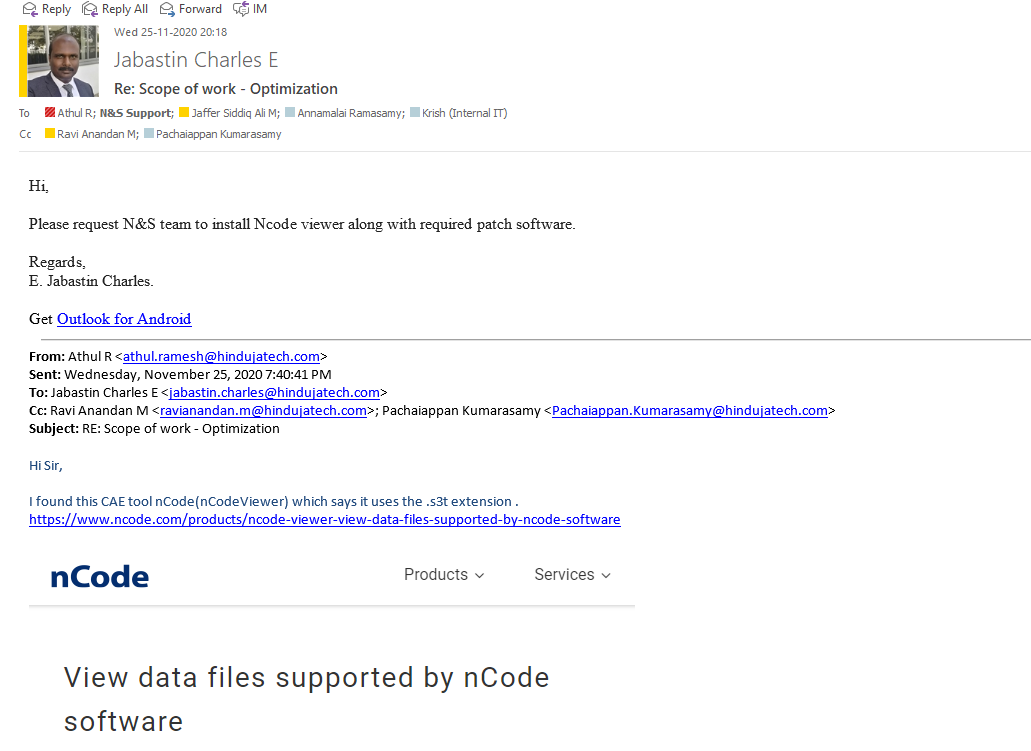 Reply Reply All Forward IM
Wed 25-11-2020 20:18
Jabastin Charles E
Re: Scope of work - Optimization
To Athul R; N&S Support; Jaffer Siddiq Ali M; Annamalai Ramasamy; Krish (Internal IT)
Cc Ravi Anandan M; Pachaiappan Kumarasamy
Hi,
Please request N&S team to install Ncode viewer along with required patch software.
Regards,
E. Jabastin Charles.
Get Outlook for Android
From: Athul R <athul.ramesh@hindujatech.com>
Sent: Wednesday, November 25, 2020 7:40:41 PM
To: Jabastin Charles E <jabastin.charles@hindujatech.com>
Cc: Ravi Anandan M <ravianandan.m@hindujatech.com>; Pachaiappan Kumarasamy <Pachaiappan.Kumarasamy@hindujatech.com>
Subject: RE: Scope of work - Optimization
Hi Sir,
I found this CAE tool nCode(nCodeViewer) which says it uses the .s3t extension .
https://www.ncode.com/products/ncode-viewer-view-data-files-supported-by-ncode-software
nCode Products Services
View data files supported by nCode
software